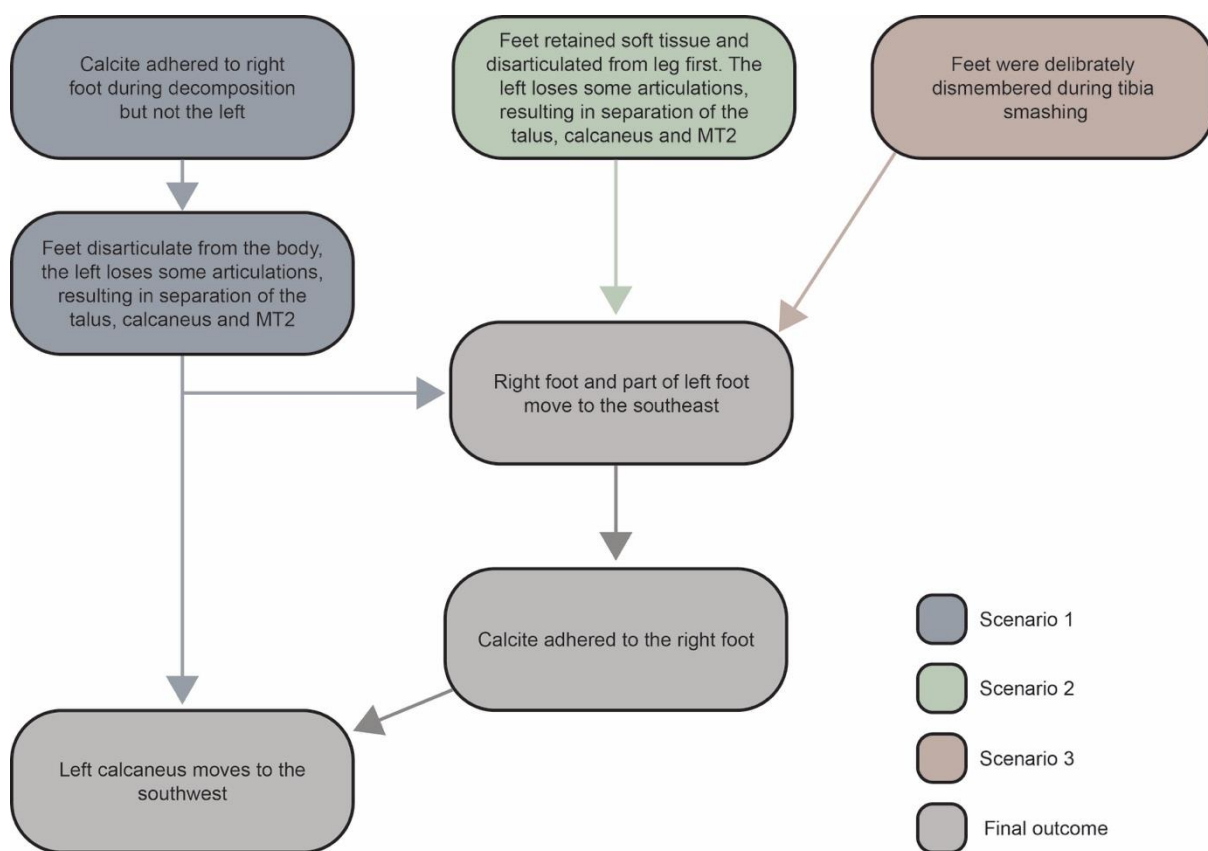 Calcite adhered to right
foot during decomposition
but not the left
Feet retained soft tissue and
disarticulated from leg first. The
left loses some articulations,
resulting in separation of the
talus, calcaneus and MT2
Feet were delibrately
dismembered during tibia
smashing
Feet disarticulate from the body,
the left loses some articulations,
resulting in separation of the
talus, calcaneus and MT2
Right foot and part of left foot
move to the southeast
Calcite adhered to the right foot
Left calcaneus moves to the
southwest
Scenario 1
Scenario 2
Scenario 3
Final outcome